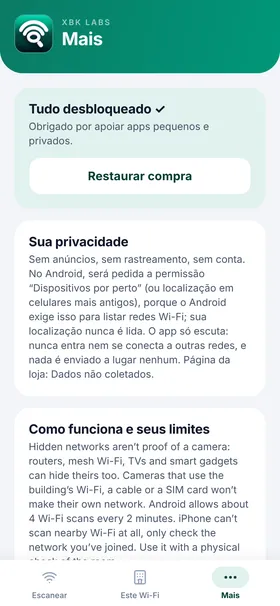 XBK LABS
Mais
Tudo desbloqueado ✓
Obrigado por apoiar apps pequenos e
privados.
Restaurar compra
Sua privacidade
Sem anúncios, sem rastreamento, sem conta.
No Android, será pedida a permissão
“Dispositivos por perto” (ou localização em
celulares mais antigos), porque o Android
exige isso para listar redes Wi-Fi; sua
localização nunca é lida. O app só escuta:
nunca entra nem se conecta a outras redes, e
nada é enviado a lugar nenhum. Página da
loja: Dados não coletados.
Como funciona e seus limites
Hidden networks aren’t proof of a camera:
routers, mesh Wi-Fi, TVs and smart gadgets
can hide theirs too. Cameras that use the
building’s Wi-Fi, a cable or a SIM card won’t
make their own network. Android allows about
4 Wi-Fi scans every 2 minutes. iPhone can’t
scan nearby Wi-Fi at all, only check the
network you’ve joined. Use it with a physical
Escanear
Este Wi-Fi
Mais